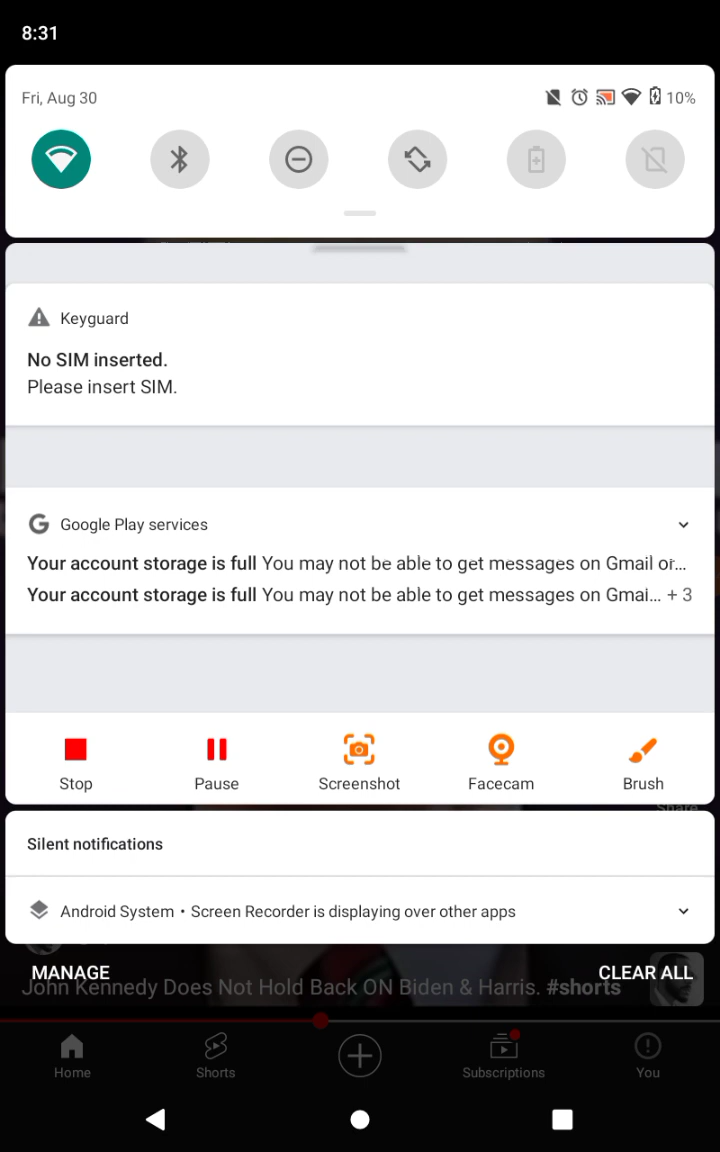 8:31
Fri, Aug 30
10%
Keyguard
No SIM inserted.
Please insert SIM.
Google Play services
Your account storage is full You may not be able to get messages on Gmail or...
Your account storage is full You may not be able to get messages on Gmai... + 3
Stop Pause Screenshot Facecam Brush
Share
Silent notifications
Android System • Screen Recorder is displaying over other apps
MANAGE CLEAR ALL
John Kennedy Does Not Hold Back ON Biden & Harris. #shorts
Home Shorts Subscriptions You